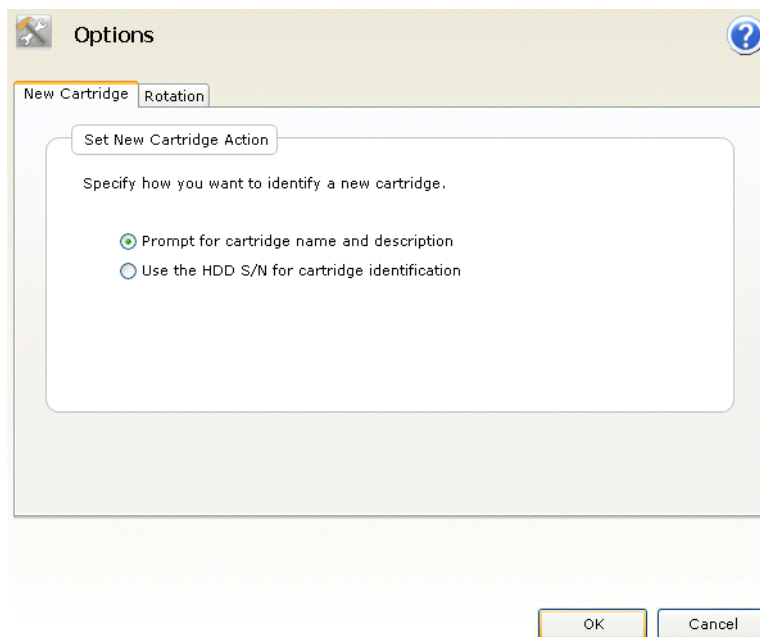 Options
New Cartridge
Rotation
Set New Cartridge Action
Specify how you want to identify a new cartridge.
Prompt for cartridge name and description
Use the HDD S/N for cartridge identification
OK
Cancel